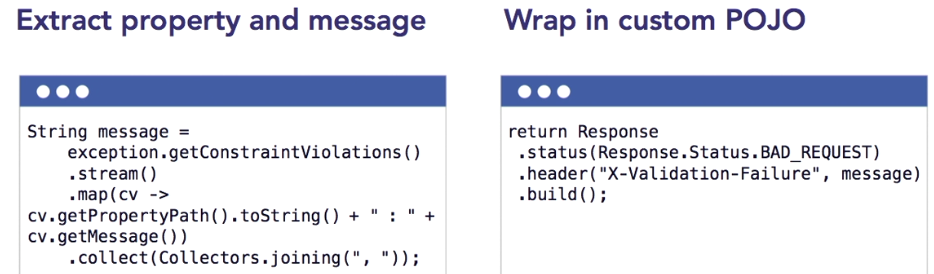 Extract property and message
String message =
    exception.getConstraintViolations()
    .stream()
    .map(cv ->
cv.getPropertyPath().toString() + " : " +
cv.getMessage())
    .collect(Collectors.joining(", "));
Wrap in custom POJO
return Response
 .status(Response.Status.BAD_REQUEST)
 .header("X-Validation-Failure", message)
 .build();